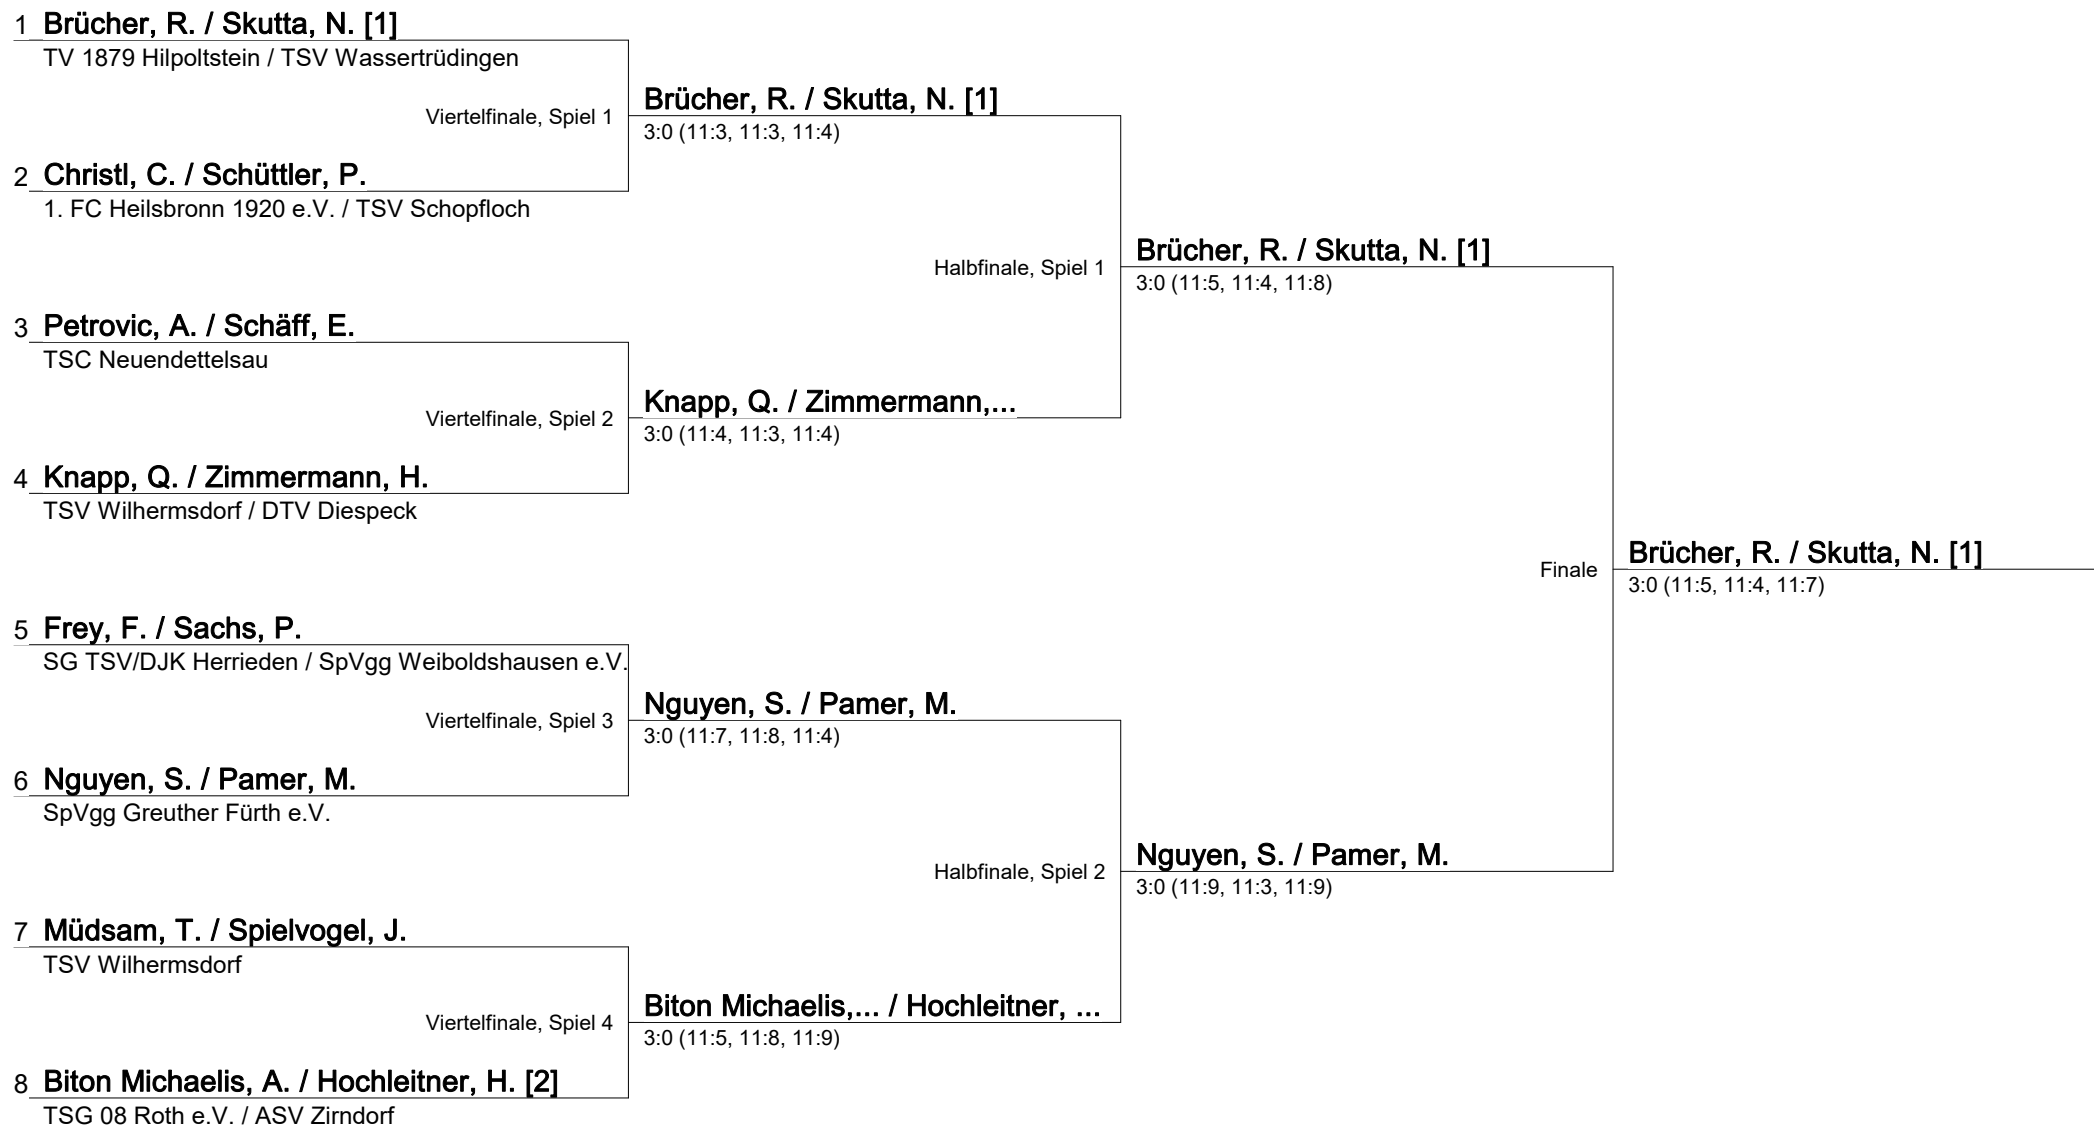 1 Brücher, R. / Skutta, N. [1]
TV 1879 Hilpoltstein / TSV Wassertrüdingen
Viertelfinale, Spiel 1
Brücher, R. / Skutta, N. [1]
3:0 (11:3, 11:3, 11:4)
2 Christl, C. / Schüttler, P.
1. FC Heilsbronn 1920 e.V. / TSV Schopfloch
Halbfinale, Spiel 1
Brücher, R. / Skutta, N. [1]
3:0 (11:5, 11:4, 11:8)
3 Petrovic, A. / Schäff, E.
TSC Neuendettelsau
Viertelfinale, Spiel 2
Knapp, Q. / Zimmermann,...
3:0 (11:4, 11:3, 11:4)
4 Knapp, Q. / Zimmermann, H.
TSV Wilhermsdorf / DTV Diespeck
Finale
Brücher, R. / Skutta, N. [1]
3:0 (11:5, 11:4, 11:7)
5 Frey, F. / Sachs, P.
SG TSV/DJK Herrieden / SpVgg Weiboldshausen e.V.
Viertelfinale, Spiel 3
Nguyen, S. / Pamer, M.
3:0 (11:7, 11:8, 11:4)
6 Nguyen, S. / Pamer, M.
SpVgg Greuther Fürth e.V.
Halbfinale, Spiel 2
Nguyen, S. / Pamer, M.
3:0 (11:9, 11:3, 11:9)
7 Müdsam, T. / Spielvogel, J.
TSV Wilhermsdorf
Viertelfinale, Spiel 4
Biton Michaelis,... / Hochleitner, ...
3:0 (11:5, 11:8, 11:9)
8 Biton Michaelis, A. / Hochleitner, H. [2]
TSG 08 Roth e.V. / ASV Zirndorf